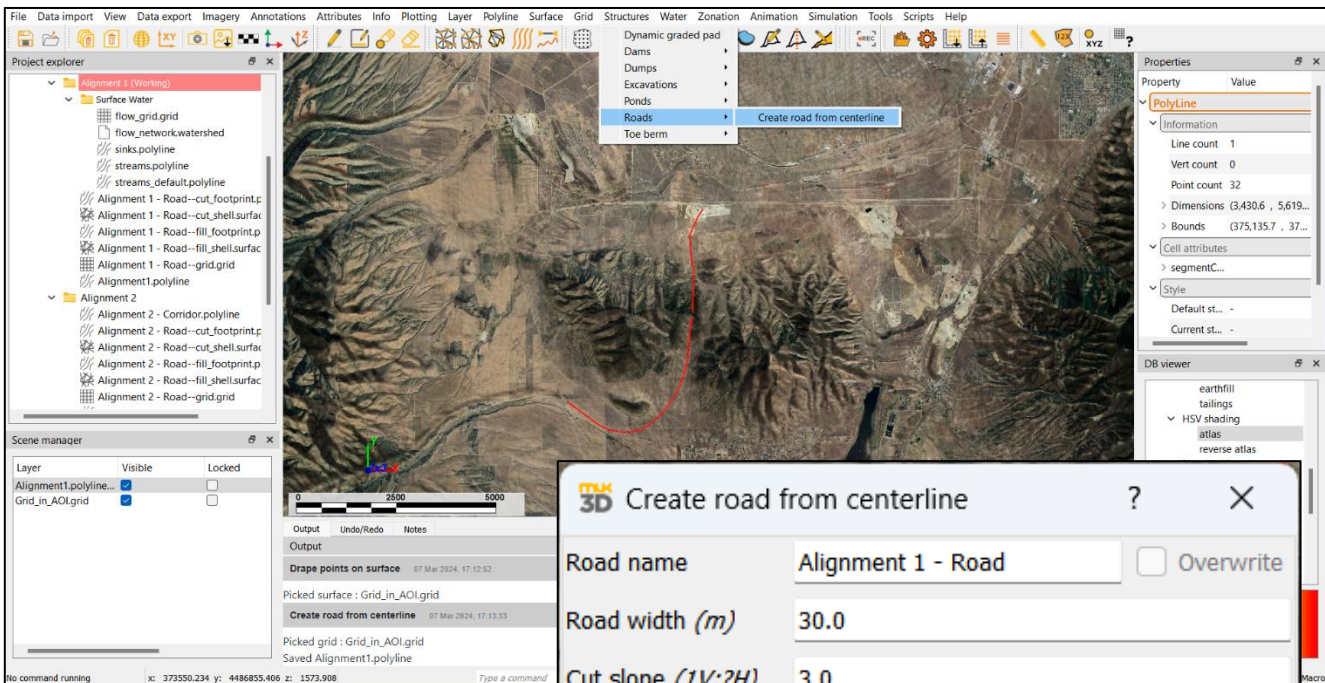 File Data import View Data export Imagery Annotations Attributes Info Plotting Layer Polyline Surface Grid Structures Water Zonation Animation Simulation Tools Scripts Help
XY
Z
REC
123
XYZ
?
Project explorer
Alignment 1 (Working)
Surface Water
flow_grid.grid
flow_network.watershed
sinks.polyline
streams.polyline
streams_default.polyline
Alignment 1 - Road--cut_footprint.p
Alignment 1 - Road--cut_shell.surfac
Alignment 1 - Road--fill_footprint.p
Alignment 1 - Road--fill_shell.surfac
Alignment 1 - Road--grid.grid
Alignment1.polyline
Alignment 2
Alignment 2 - Corridor.polyline
Alignment 2 - Road--cut_footprint.p
Alignment 2 - Road--cut_shell.surfac
Alignment 2 - Road--fill_footprint.p
Alignment 2 - Road--fill_shell.surfac
Alignment 2 - Road--grid.grid
Scene manager
Layer Visible Locked
Alignment1.polyline...
Grid_in_AOI.grid
Dynamic graded pad
Dams
Dumps
Excavations
Ponds
Roads
Toe berm
Create road from centerline
0 2500 5000
Output Undo/Redo Notes
Output
Drape points on surface 07 Mar 2024, 17:12:52
Picked surface : Grid_in_AOI.grid
Create road from centerline 07 Mar 2024, 17:13:33
Picked grid : Grid_in_AOI.grid
Saved Alignment1.polyline
Properties
Property Value
PolyLine
Information
Line count 1
Vert count 0
Point count 32
Dimensions (3,430.6 , 5,619...
Bounds (375,135.7 , 37...
Cell attributes
segmentC...
Style
Default st... -
Current st... -
DB viewer
earthfill
tailings
HSV shading
atlas
reverse atlas
muk
3D Create road from centerline ? X
Road name Alignment 1 - Road Overwrite
Road width (m) 30.0
Cut slope (1V:?H) 3.0
No command running x: 373550.234 y: 4486855.406 z: 1573.908 Type a command Macro